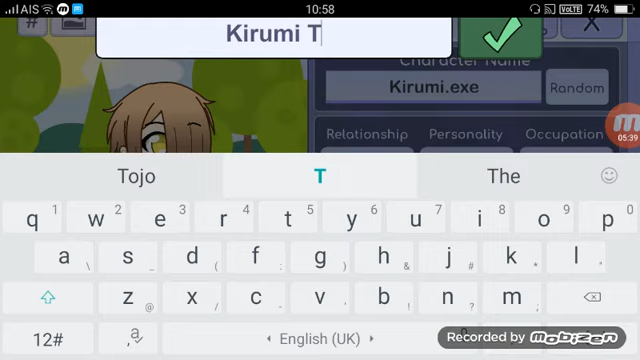 AIS 10:58 VoLTE 74%
Kirumi T
#
Character Name
Kirumi.exe Random
05:39
Relationship Personality Occupation
Tojo T The
q 1 w 2 e 3 r 4 t 5 y 6 u 7 i 8 o 9 p 0
a \ s _ d ( f : g ) h & j # k * l "
z @ x / c - v ' b ! n ? m ;
12# ,a English (UK)
Recorded by mobizen